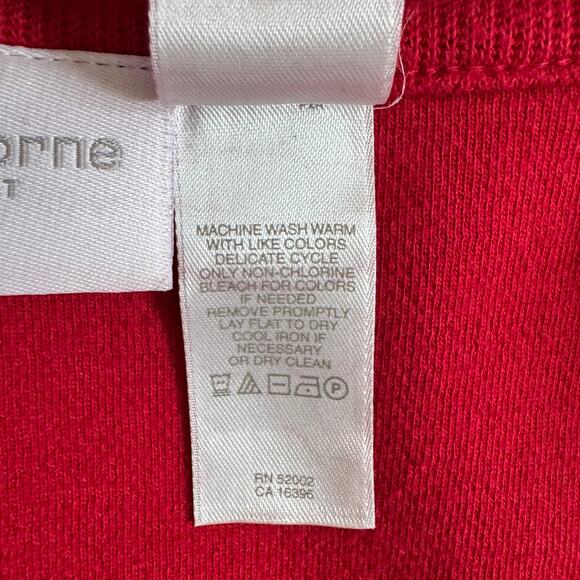 orne
1
MACHINE WASH WARM
WITH LIKE COLORS
DELICATE CYCLE
ONLY NON-CHLORINE
BLEACH FOR COLORS
IF NEEDED
REMOVE PROMPTLY
LAY FLAT TO DRY
COOL IRON IF
NECESSARY
OR DRY CLEAN
P
RN 52002
CA 16396